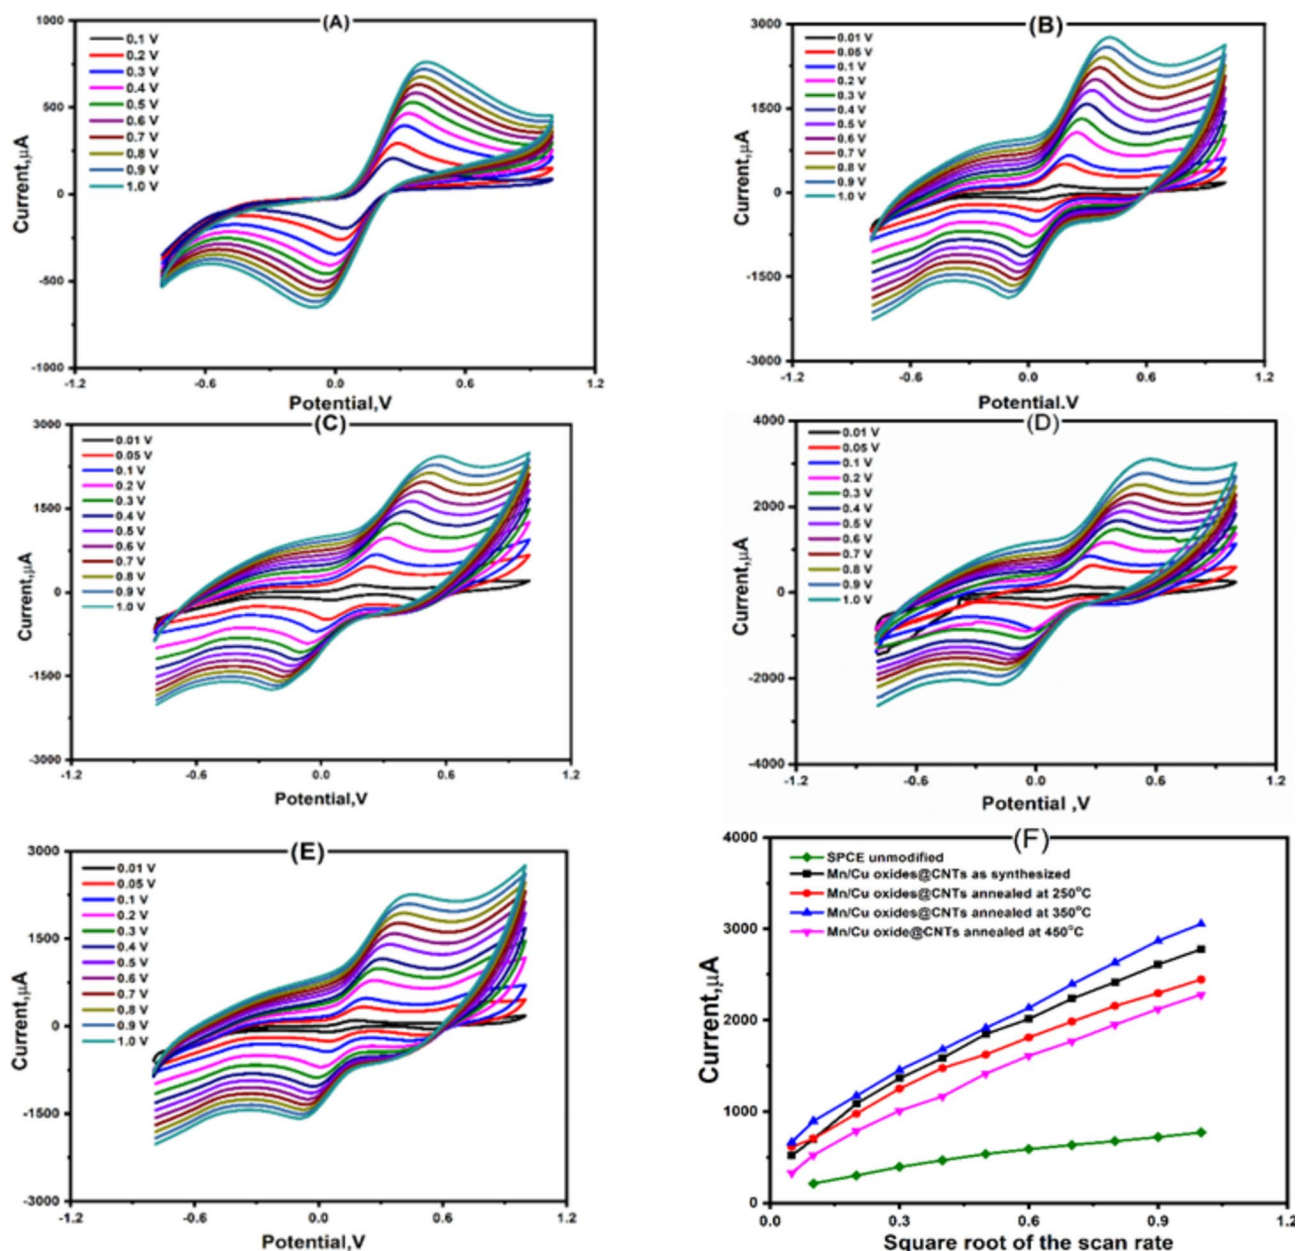 (A)
1000
500
0
-500
-1000
Current,µA
0.1 V
0.2 V
0.3 V
0.4 V
0.5 V
0.6 V
0.7 V
0.8 V
0.9 V
1.0 V
-1.2
-0.6
0.0
0.6
1.2
Potential,V
(B)
3000
1500
0
-1500
-3000
Current,µA
0.01 V
0.05 V
0.1 V
0.2 V
0.3 V
0.4 V
0.5 V
0.6 V
0.7 V
0.8 V
0.9 V
1.0 V
-1.2
-0.6
0.0
0.6
1.2
Potential,V
(C)
3000
1500
0
-1500
-3000
Current,µA
0.01 V
0.05 V
0.1 V
0.2 V
0.3 V
0.4 V
0.5 V
0.6 V
0.7 V
0.8 V
0.9 V
1.0 V
-1.2
-0.6
0.0
0.6
1.2
Potential,V
(D)
4000
2000
0
-2000
-4000
Current,µA
0.01 V
0.05 V
0.1 V
0.2 V
0.3 V
0.4 V
0.5 V
0.6 V
0.7 V
0.8 V
0.9 V
1.0 V
-1.2
-0.6
0.0
0.6
1.2
Potential ,V
(E)
3000
1500
0
-1500
-3000
Current,µA
0.01 V
0.05 V
0.1 V
0.2 V
0.3 V
0.4 V
0.5 V
0.6 V
0.7 V
0.8 V
0.9 V
1.0 V
-1.2
-0.6
0.0
0.6
1.2
Potential,V
(F)
4000
3000
2000
1000
0
Current,µA
SPCE unmodified
Mn/Cu oxides@CNTs as synthesized
Mn/Cu oxides@CNTs annealed at 250°C
Mn/Cu oxides@CNTs annealed at 350°C
Mn/Cu oxide@CNTs annealed at 450°C
0.0
0.3
0.6
0.9
1.2
Square root of the scan rate